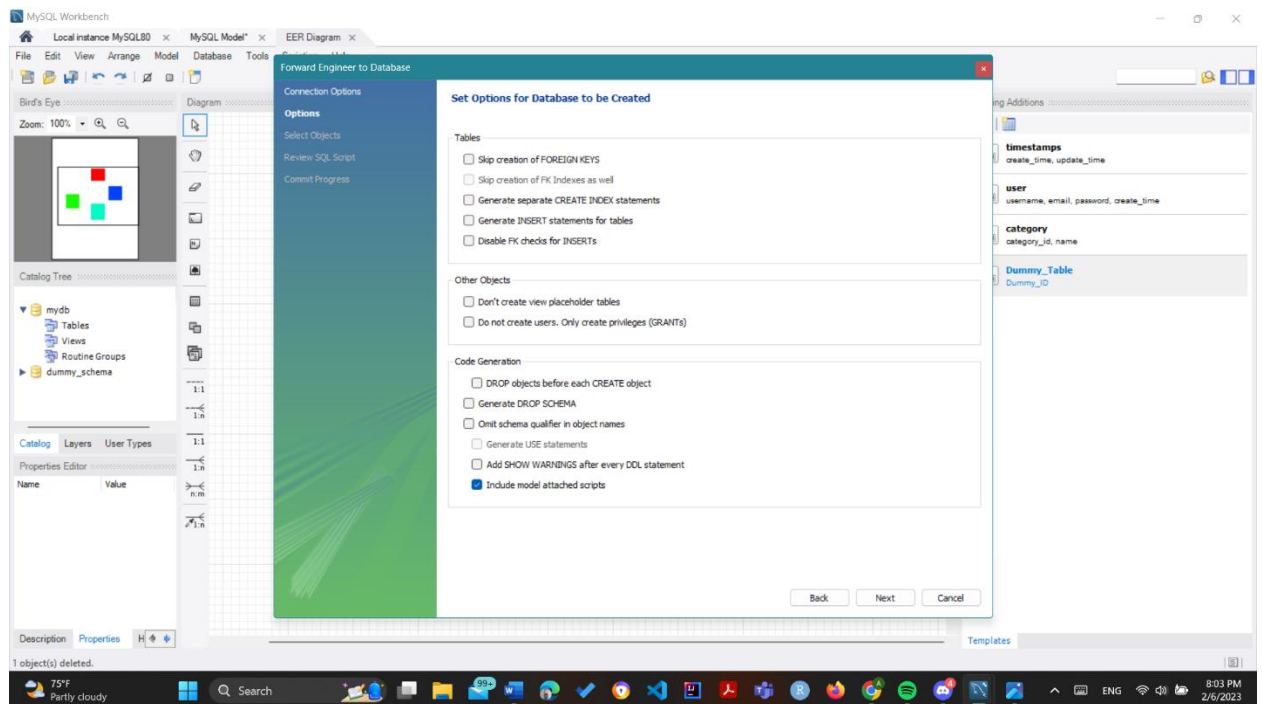 MySQL Workbench
Local instance MySQL80 × MySQL Model* × EER Diagram ×
File Edit View Arrange Model Database Tools
Forward Engineer to Database
Bird's Eye
Zoom: 100%
Diagram
Catalog Tree
mydb
Tables
Views
Routine Groups
dummy_schema
Catalog Layers User Types
Properties Editor
Name Value
Description Properties H
1 object(s) deleted.
1:1
1:n
1:1
1:n
n:m
1:n
Connection Options
Options
Select Objects
Review SQL Script
Commit Progress
Set Options for Database to be Created
Tables
Skip creation of FOREIGN KEYS
Skip creation of FK Indexes as well
Generate separate CREATE INDEX statements
Generate INSERT statements for tables
Disable FK checks for INSERTs
Other Objects
Don't create view placeholder tables
Do not create users. Only create privileges (GRANTs)
Code Generation
DROP objects before each CREATE object
Generate DROP SCHEMA
Omit schema qualifier in object names
Generate USE statements
Add SHOW WARNINGS after every DDL statement
Include model attached scripts
Back Next Cancel
ing Additions
timestamps
create_time, update_time
user
username, email, password, create_time
category
category_id, name
Dummy_Table
Dummy_ID
Templates
75°F
Partly cloudy
Search
99+
ENG
8:03 PM
2/6/2023